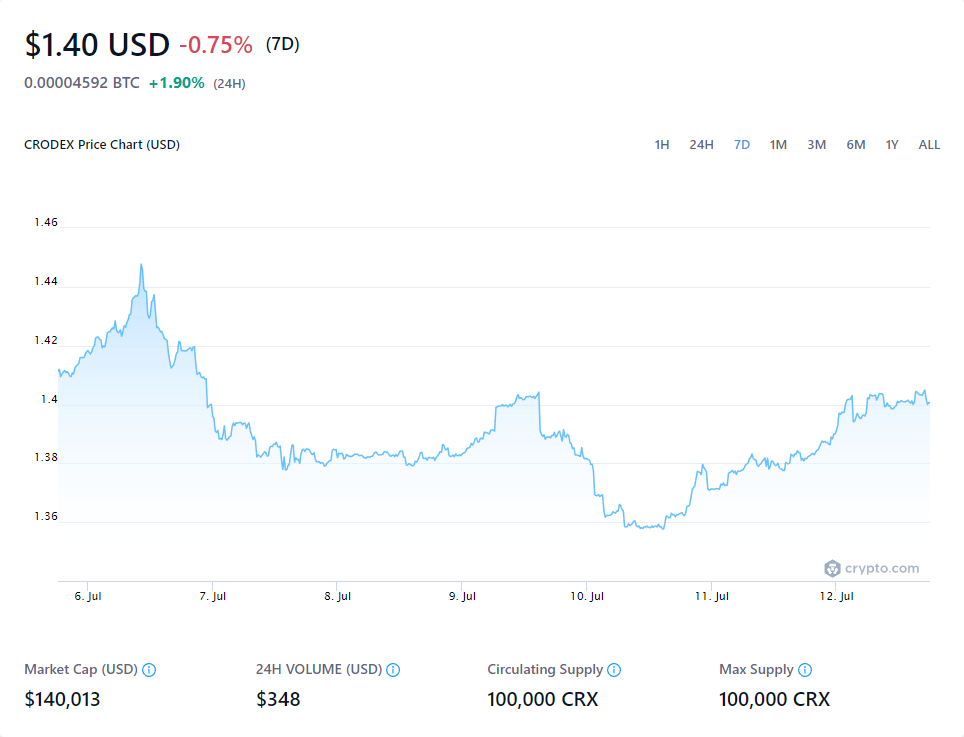 $1.40 USD -0.75% (7D)
0.00004592 BTC +1.90% (24H)
CRODEX Price Chart (USD) 1H 24H 7D 1M 3M 6M 1Y ALL
1.46
1.44
1.42
1.4
1.38
1.36
crypto.com
6. Jul 7. Jul 8. Jul 9. Jul 10. Jul 11. Jul 12. Jul
Market Cap (USD) 24H VOLUME (USD) Circulating Supply Max Supply
$140,013 $348 100,000 CRX 100,000 CRX